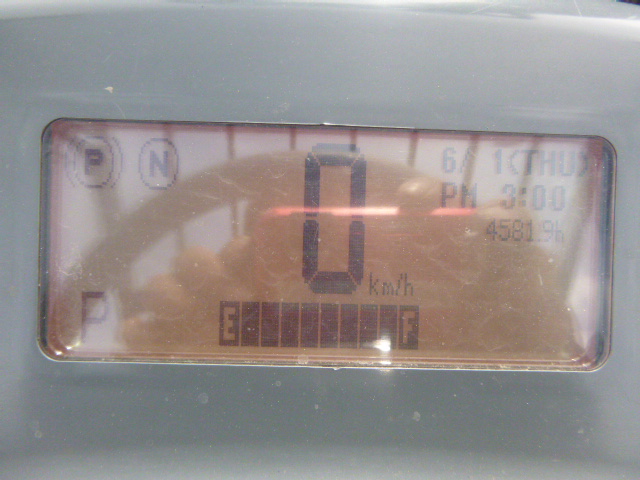 P N
6/ 1(THU)
PM 3:00
4581.9h
0 km/h
P
E F